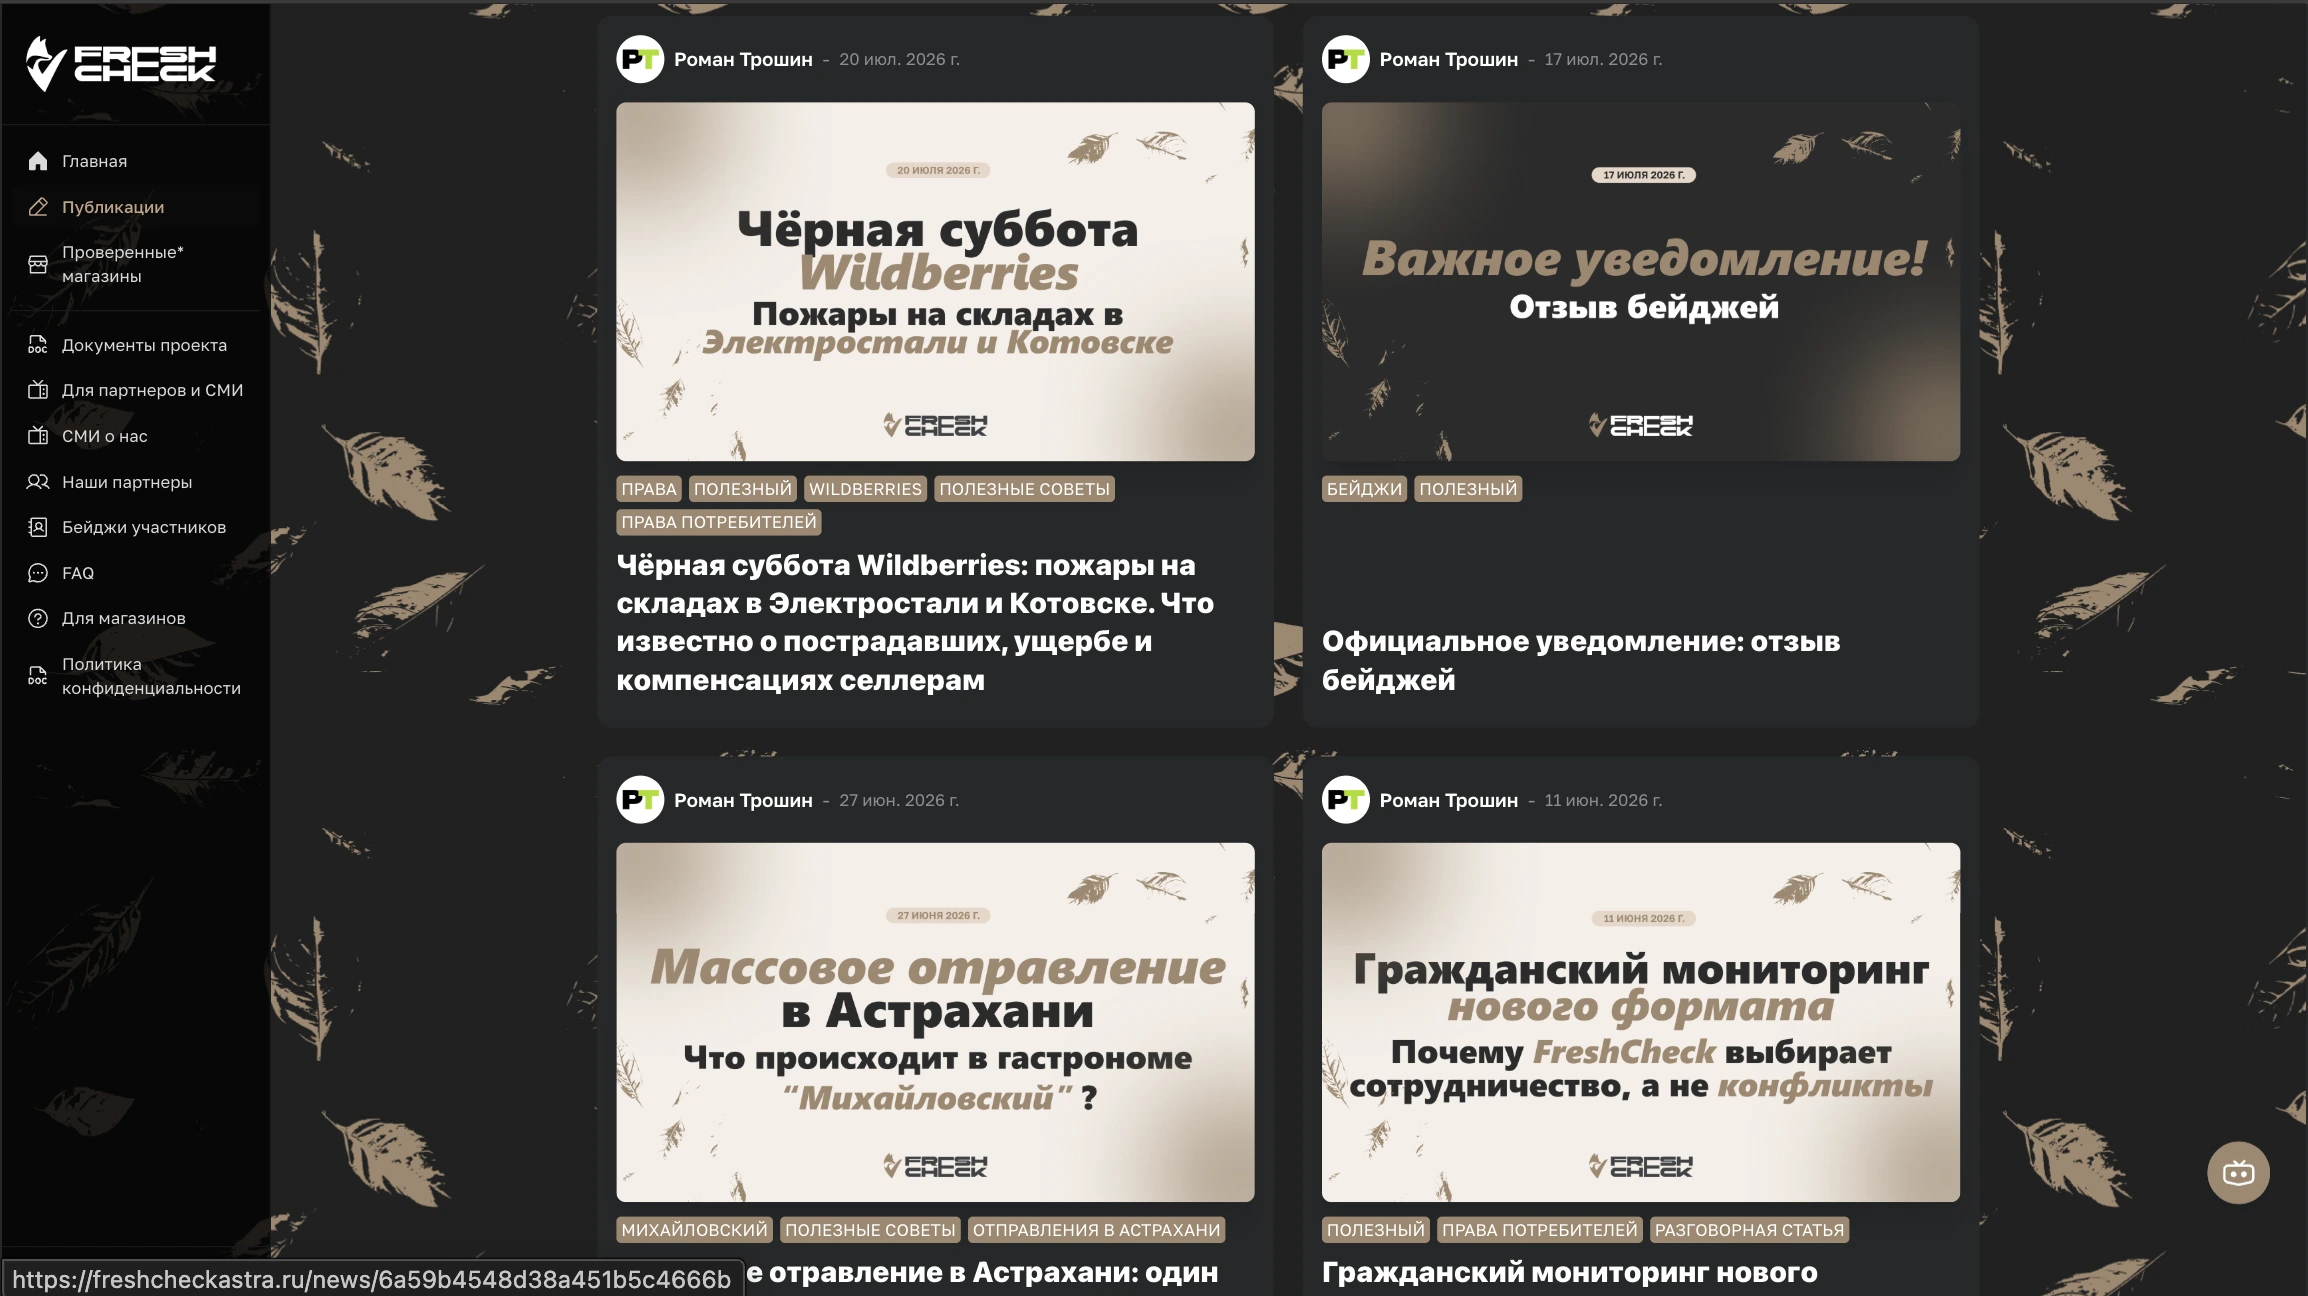 FRESH
CHECK
Главная
Публикации
Проверенные*
магазины
Документы проекта
Для партнеров и СМИ
СМИ о нас
Наши партнеры
Бейджи участников
FAQ
Для магазинов
Политика
конфиденциальности
РТ Роман Трошин - 20 июл. 2026 г.
20 ИЮЛЯ 2026 Г.
Чёрная суббота
Wildberries
Пожары на складах в
Электростали и Котовске
FRESH
CHECK
ПРАВА ПОЛЕЗНЫЙ WILDBERRIES ПОЛЕЗНЫЕ СОВЕТЫ
ПРАВА ПОТРЕБИТЕЛЕЙ
Чёрная суббота Wildberries: пожары на
складах в Электростали и Котовске. Что
известно о пострадавших, ущербе и
компенсациях селлерам
РТ Роман Трошин - 17 июл. 2026 г.
17 ИЮЛЯ 2026 Г.
Важное уведомление!
Отзыв бейджей
FRESH
CHECK
БЕЙДЖИ ПОЛЕЗНЫЙ
Официальное уведомление: отзыв
бейджей
РТ Роман Трошин - 27 июн. 2026 г.
27 ИЮНЯ 2026 Г.
Массовое отравление
в Астрахани
Что происходит в гастрономе
“Михайловский” ?
FRESH
CHECK
МИХАЙЛОВСКИЙ ПОЛЕЗНЫЕ СОВЕТЫ ОТПРАВЛЕНИЯ В АСТРАХАНИ
е отравление в Астрахани: один
РТ Роман Трошин - 11 июн. 2026 г.
11 ИЮНЯ 2026 Г.
Гражданский мониторинг
нового формата
Почему FreshCheck выбирает
сотрудничество, а не конфликты
FRESH
CHECK
ПОЛЕЗНЫЙ ПРАВА ПОТРЕБИТЕЛЕЙ РАЗГОВОРНАЯ СТАТЬЯ
Гражданский мониторинг нового
https://freshcheckastra.ru/news/6a59b4548d38a451b5c4666b